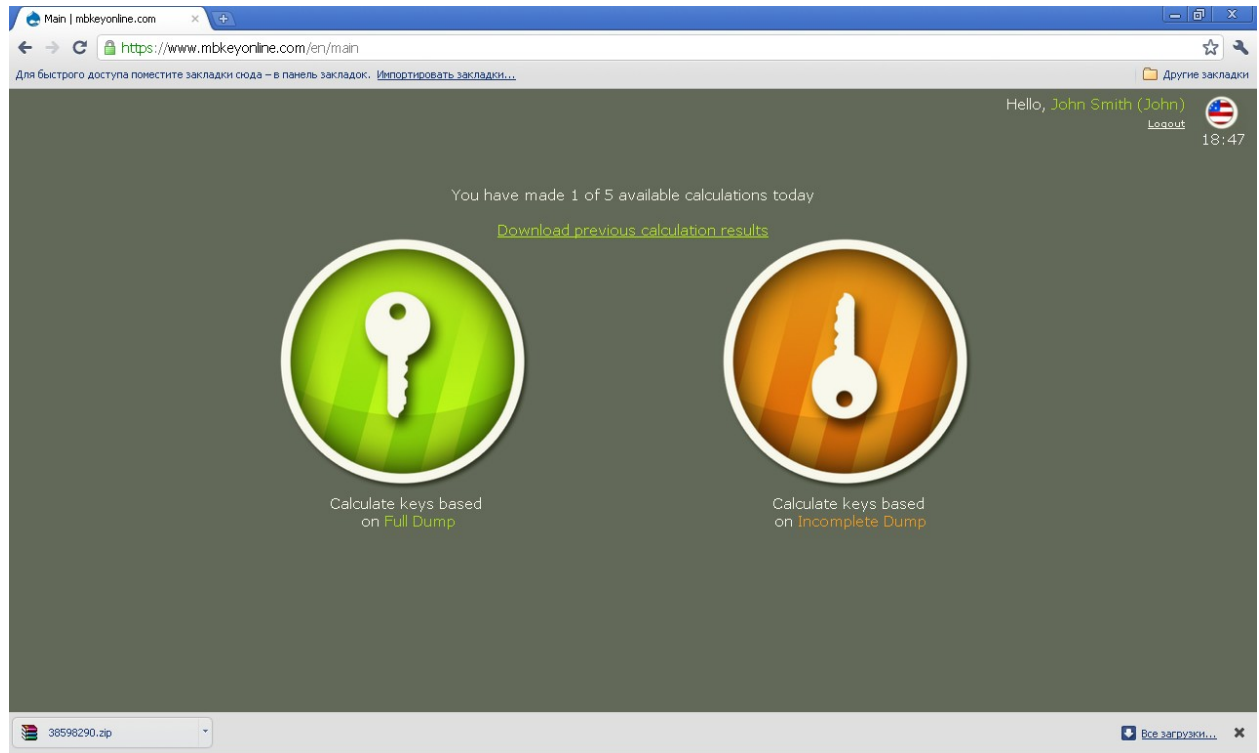 Main | mbkeyonline.com
https://www.mbkeyonline.com/en/main
Для быстрого доступа поместите закладки сюда – в панель закладок. Импортировать закладки...
Другие закладки
Hello, John Smith (John)
Logout
18:47
You have made 1 of 5 available calculations today
Download previous calculation results
Calculate keys based
on Full Dump
Calculate keys based
on Incomplete Dump
38598290.zip
Все загрузки...